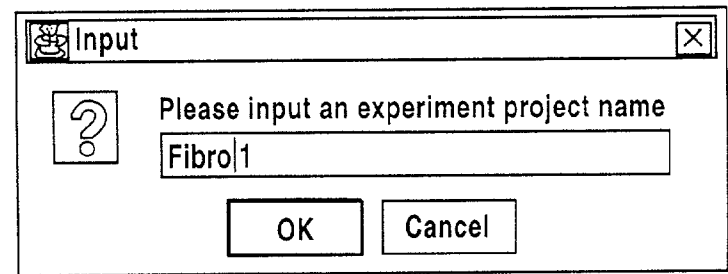 Input
Please input an experiment project name
Fibro1
OK
Cancel